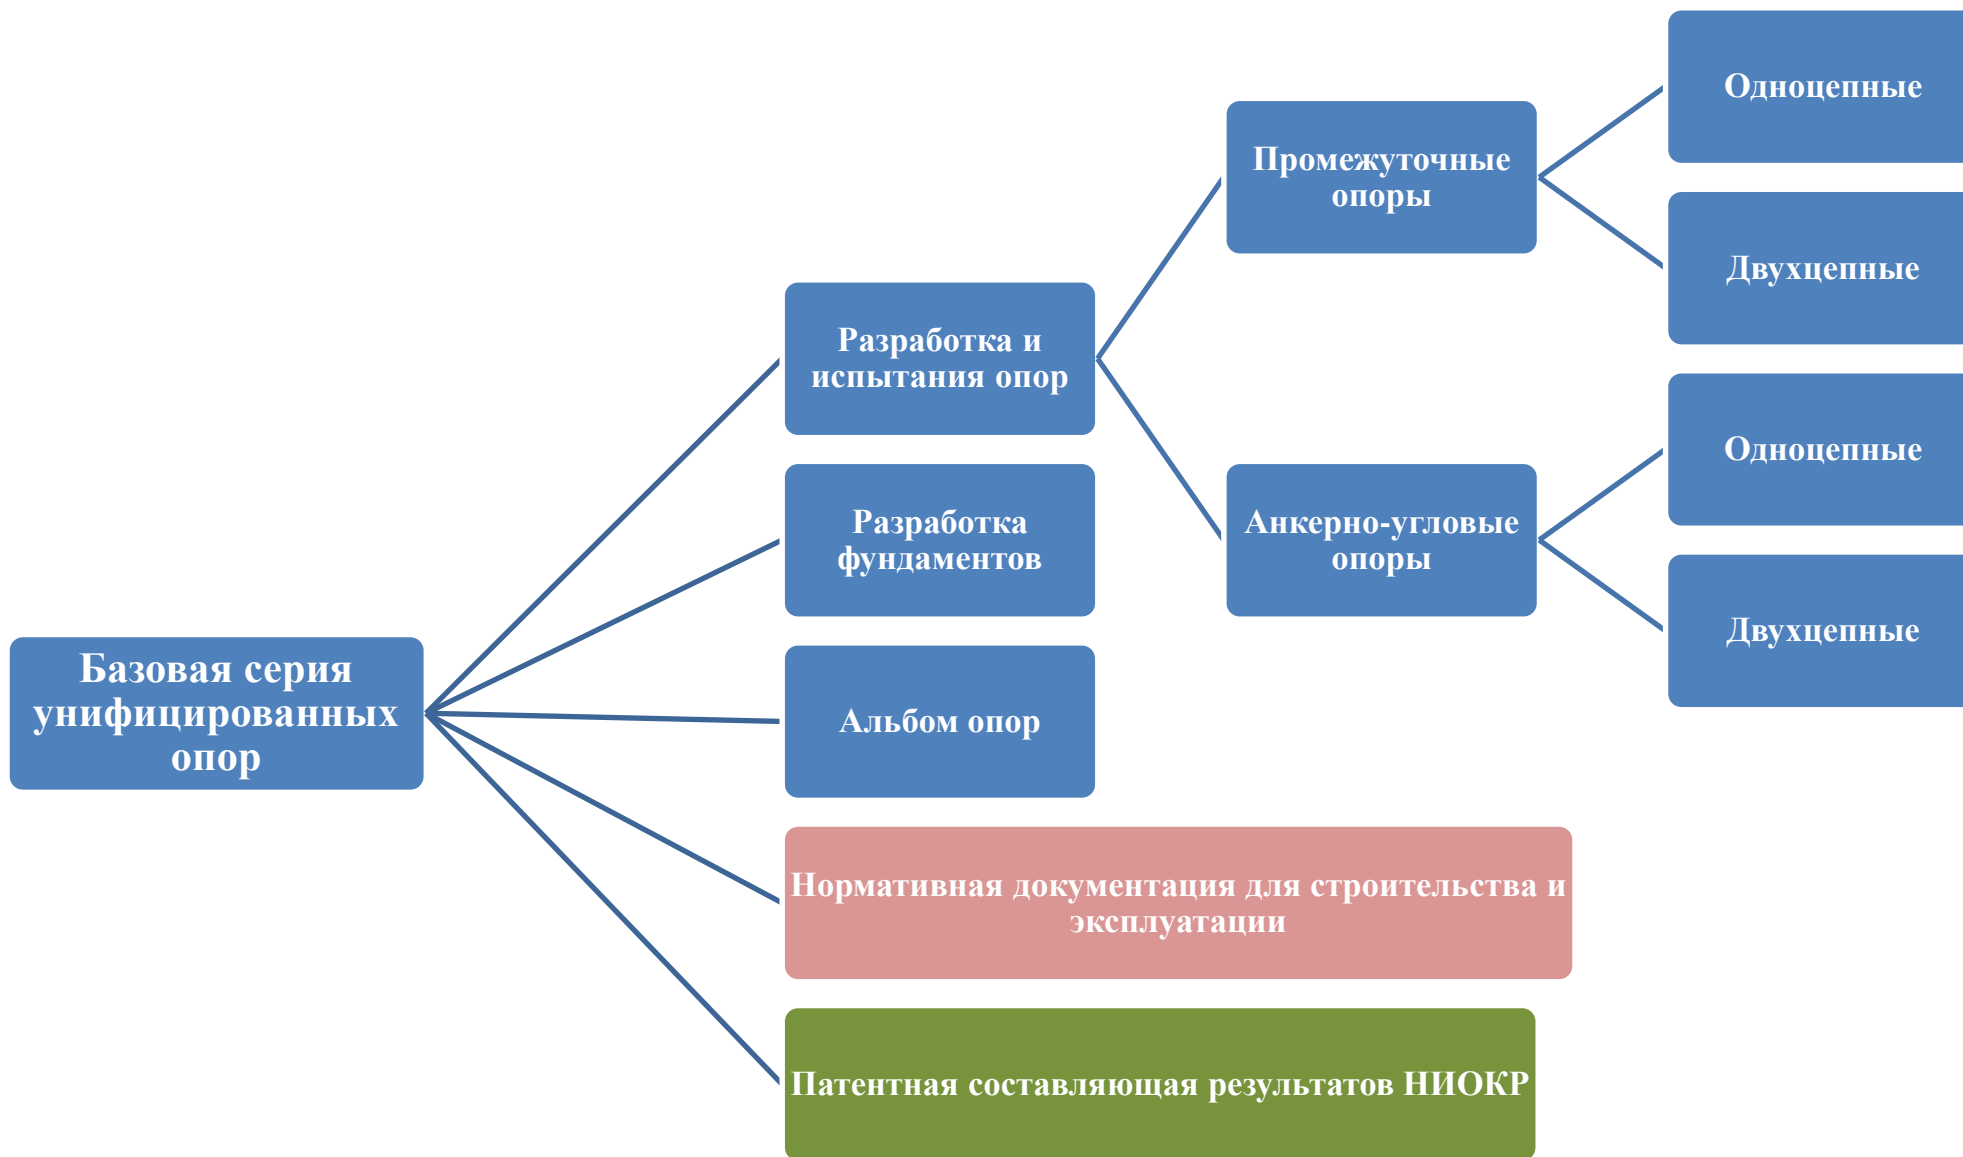 Базовая серия
унифицированных
опор
Разработка и
испытания опор
Промежуточные
опоры
Одноцепные
Двухцепные
Анкерно-угловые
опоры
Одноцепные
Двухцепные
Разработка
фундаментов
Альбом опор
Нормативная документация для строительства и
эксплуатации
Патентная составляющая результатов НИОКР